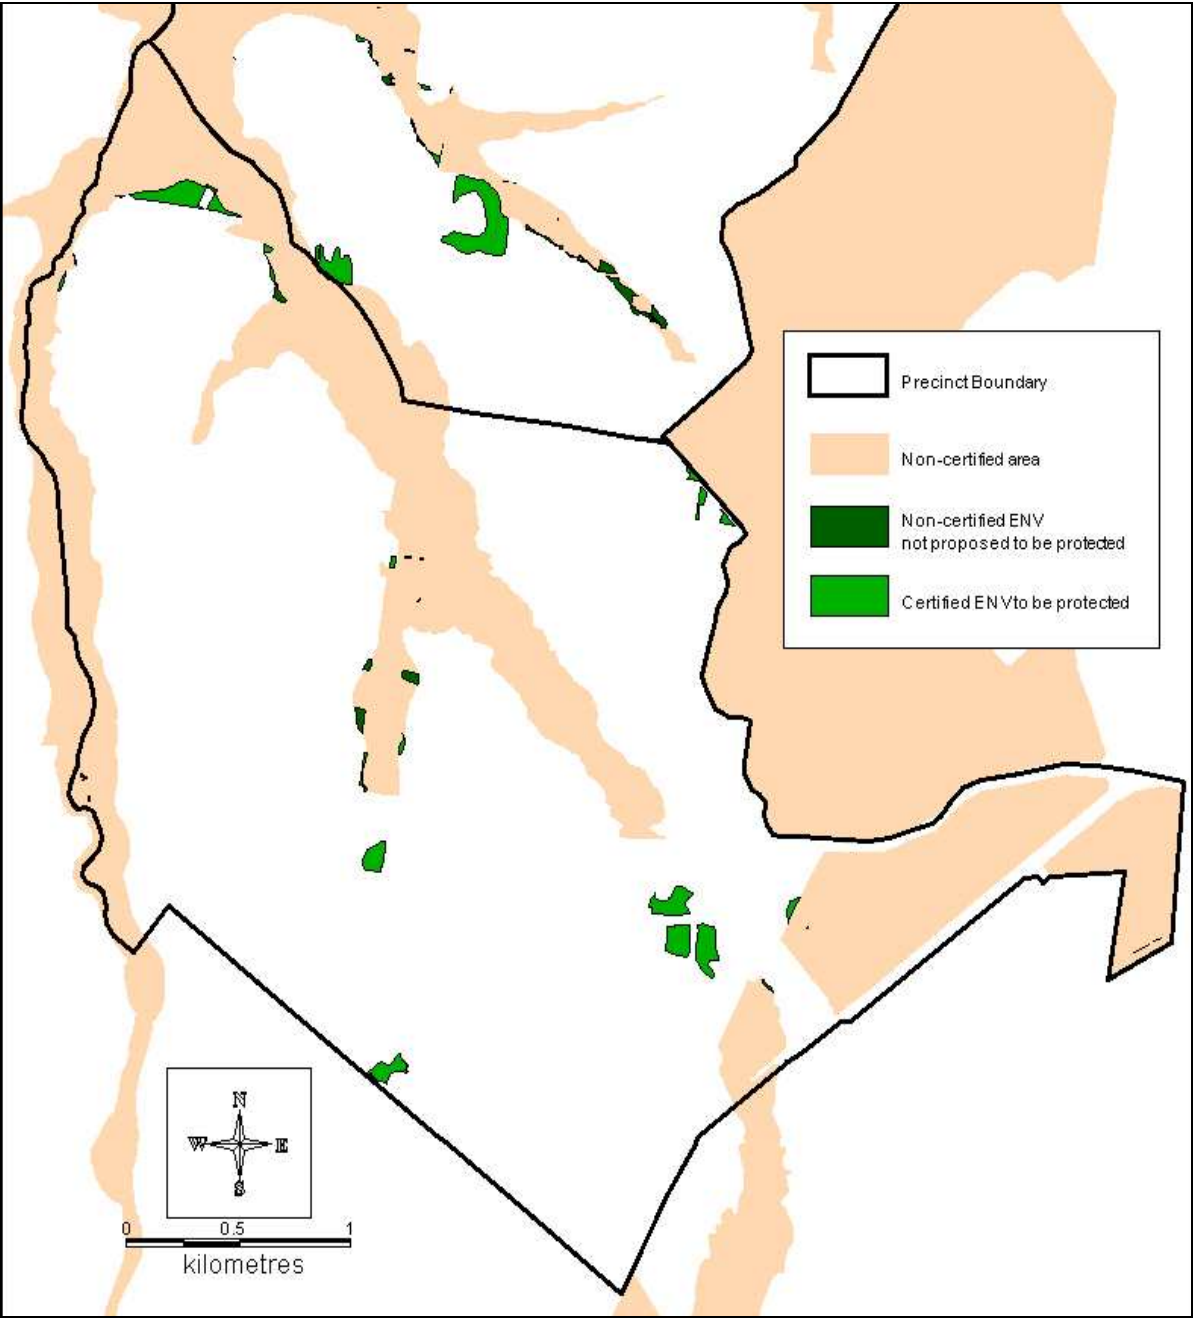 Precinct Boundary
Non-certified area
Non-certified ENV
not proposed to be protected
Certified ENV to be protected
N
W E
S
0 0.5 1
kilometres